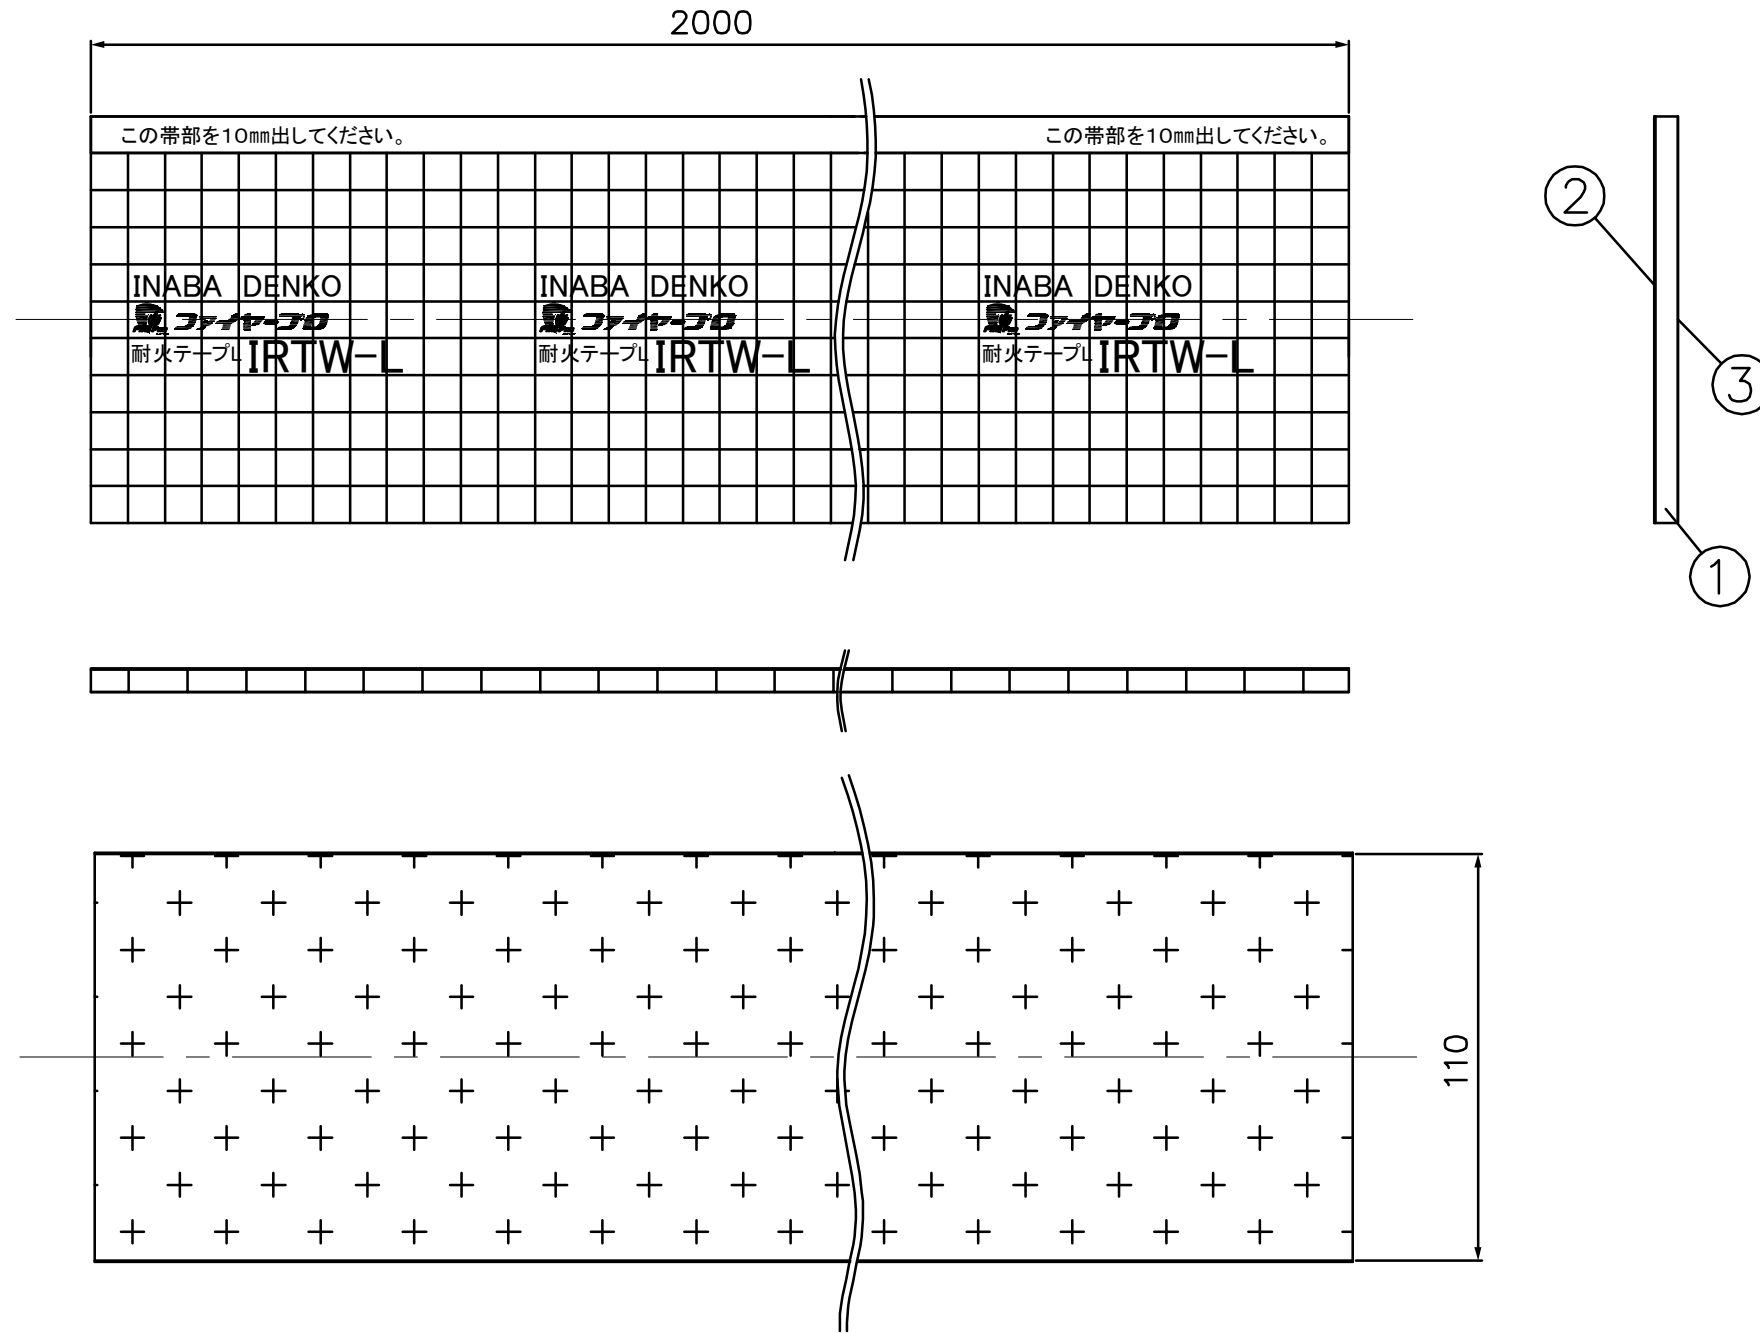 2000
この帯部を10mm出してください。 この帯部を10mm出してください。
INABA DENKO INABA DENKO INABA DENKO
ファイヤープロ ファイヤープロ ファイヤープロ
耐火テープL IRTW-L 耐火テープL IRTW-L 耐火テープL IRTW-L
②
③
①
110